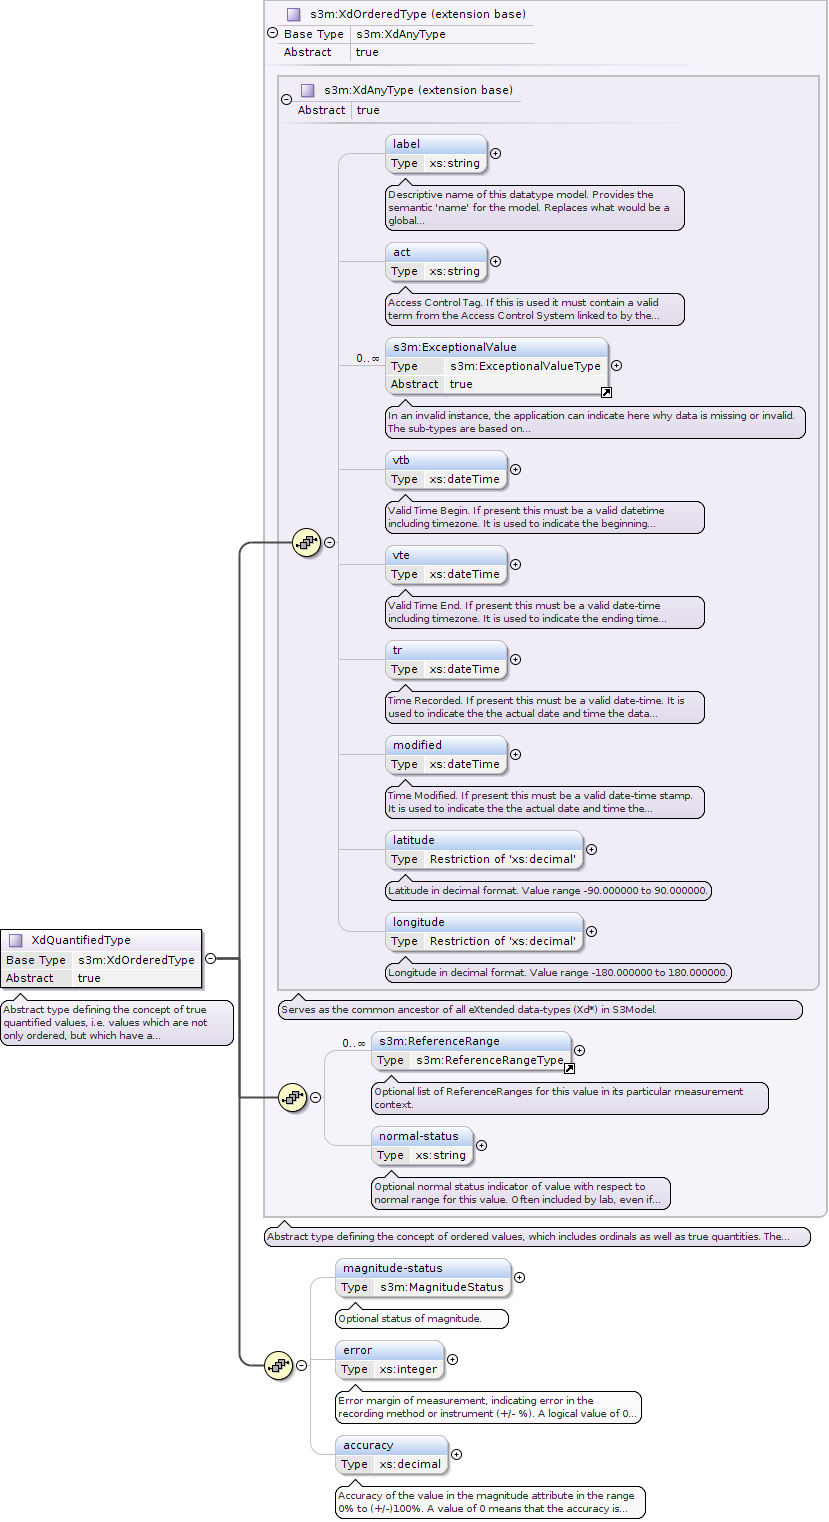 s3m:XdOrderedType (extension base)
Base Type s3m:XdAnyType
Abstract true
s3m:XdAnyType (extension base)
Abstract true
label
Type xs:string
Descriptive name of this datatype model. Provides the
semantic 'name' for the model. Replaces what would be a
global...
act
Type xs:string
Access Control Tag. If this is used it must contain a valid
term from the Access Control System linked to by the...
0..∞
s3m:ExceptionalValue
Type s3m:ExceptionalValueType
Abstract true
In an invalid instance, the application can indicate here why data is missing or invalid.
The sub-types are based on...
vtb
Type xs:dateTime
Valid Time Begin. If present this must be a valid datetime
including timezone. It is used to indicate the beginning...
vte
Type xs:dateTime
Valid Time End. If present this must be a valid date-time
including timezone. It is used to indicate the ending time...
tr
Type xs:dateTime
Time Recorded. If present this must be a valid date-time. It is
used to indicate the the actual date and time the data...
modified
Type xs:dateTime
Time Modified. If present this must be a valid date-time stamp.
It is used to indicate the the actual date and time the...
latitude
Type Restriction of 'xs:decimal'
Latitude in decimal format. Value range -90.000000 to 90.000000.
longitude
Type Restriction of 'xs:decimal'
Longitude in decimal format. Value range -180.000000 to 180.000000.
XdQuantifiedType
Base Type s3m:XdOrderedType
Abstract true
Abstract type defining the concept of true
quantified values, i.e. values which are not
only ordered, but which have a...
Serves as the common ancestor of all eXtended data-types (Xd*) in S3Model.
0..∞
s3m:ReferenceRange
Type s3m:ReferenceRangeType
Optional list of ReferenceRanges for this value in its particular measurement
context.
normal-status
Type xs:string
Optional normal status indicator of value with respect to
normal range for this value. Often included by lab, even if...
Abstract type defining the concept of ordered values, which includes ordinals as well as true quantities. The...
magnitude-status
Type s3m:MagnitudeStatus
Optional status of magnitude.
error
Type xs:integer
Error margin of measurement, indicating error in the
recording method or instrument (+/- %). A logical value of 0...
accuracy
Type xs:decimal
Accuracy of the value in the magnitude attribute in the range
0% to (+/-)100%. A value of 0 means that the accuracy is...